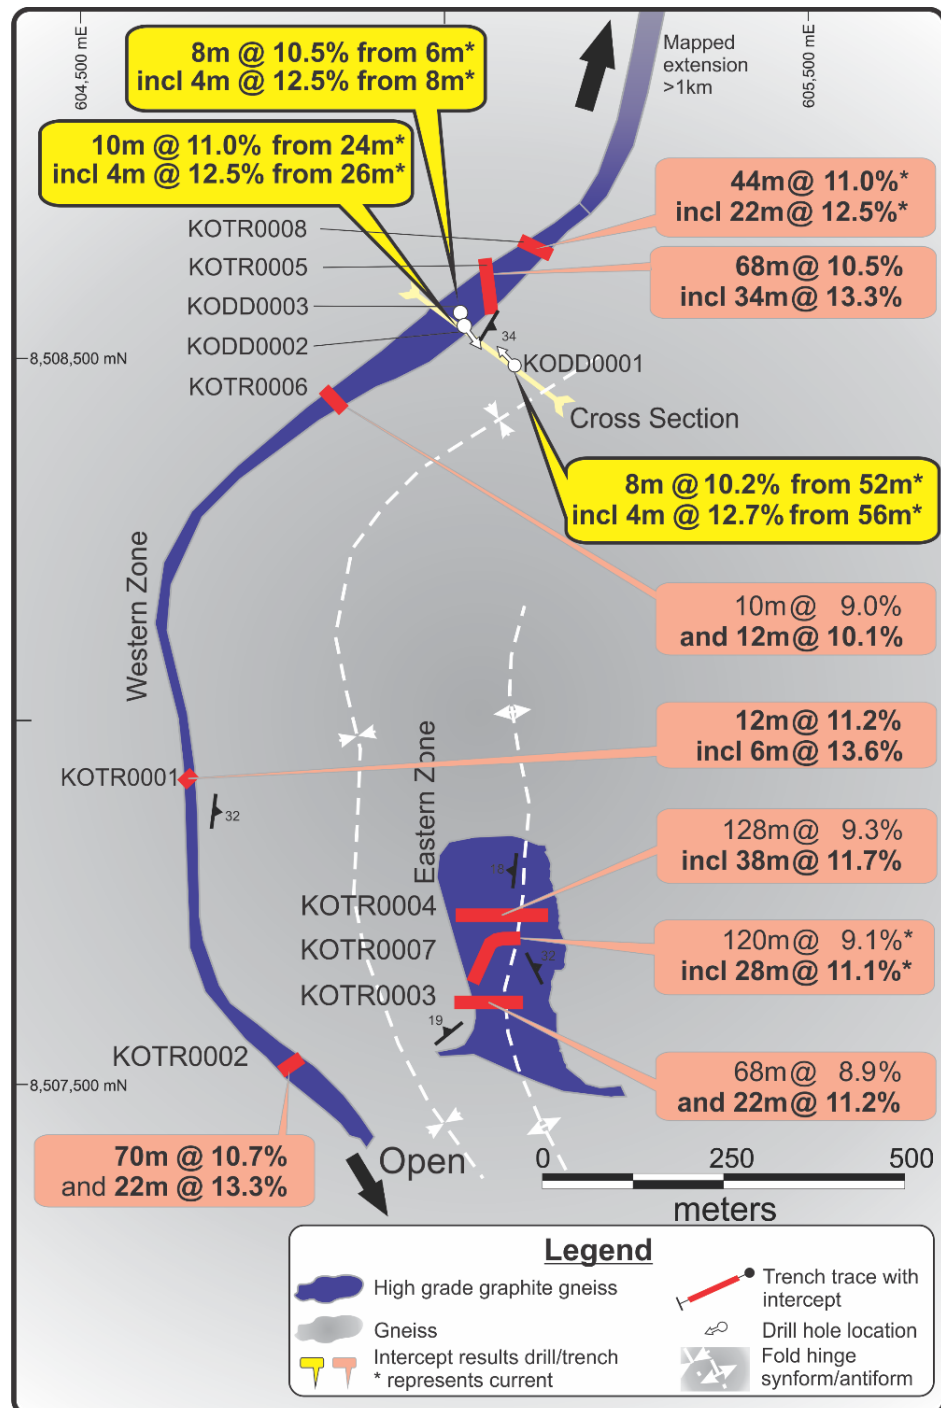 604,500 mE
605,500 mE
Mapped
extension
>1km
8m @ 10.5% from 6m*
incl 4m @ 12.5% from 8m*
10m @ 11.0% from 24m*
incl 4m @ 12.5% from 26m*
44m @ 11.0%*
incl 22m @ 12.5%*
KOTR0008
KOTR0005
68m @ 10.5%
incl 34m @ 13.3%
KODD0003
KODD0002
34
8,508,500 mN
KODD0001
KOTR0006
Cross Section
8m @ 10.2% from 52m*
incl 4m @ 12.7% from 56m*
Western Zone
10m @ 9.0%
and 12m @ 10.1%
12m @ 11.2%
incl 6m @ 13.6%
KOTR0001
32
Eastern Zone
128m @ 9.3%
incl 38m @ 11.7%
18
KOTR0004
KOTR0007
120m @ 9.1%*
incl 28m @ 11.1%*
32
KOTR0003
19
KOTR0002
8,507,500 mN
68m @ 8.9%
and 22m @ 11.2%
70m @ 10.7%
and 22m @ 13.3%
Open
0 250 500
meters
Legend
High grade graphite gneiss
Gneiss
Intercept results drill/trench
* represents current
Trench trace with
intercept
Drill hole location
Fold hinge
synform/antiform